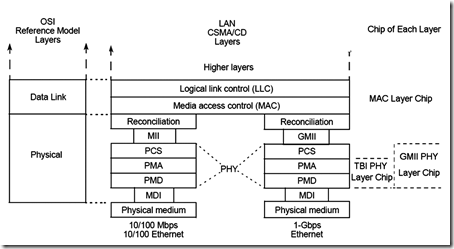 OSI
Reference Model
Layers
LAN
CSMA/CD
Layers
Chip of Each Layer
Higher layers
Data Link
Logical link control (LLC)
Media access control (MAC)
MAC Layer Chip
Physical
Reconciliation
Reconciliation
MII
GMII
PCS
PMA
PMD
PHY
PCS
PMA
PMD
TBI PHY
Layer Chip
GMII PHY
Layer Chip
MDI
MDI
Physical medium
Physical medium
10/100 Mbps
10/100 Ethernet
1-Gbps
Ethernet